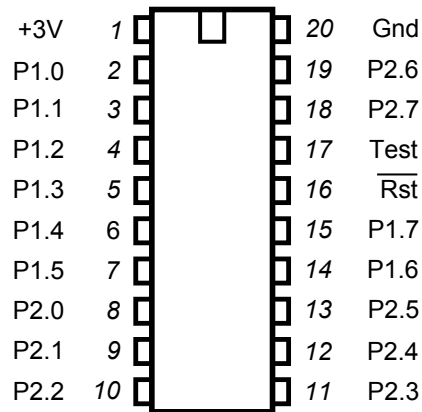 +3V 1 20 Gnd
P1.0 2 19 P2.6
P1.1 3 18 P2.7
P1.2 4 17 Test
P1.3 5 16 R̅s̅t̅
P1.4 6 15 P1.7
P1.5 7 14 P1.6
P2.0 8 13 P2.5
P2.1 9 12 P2.4
P2.2 10 11 P2.3